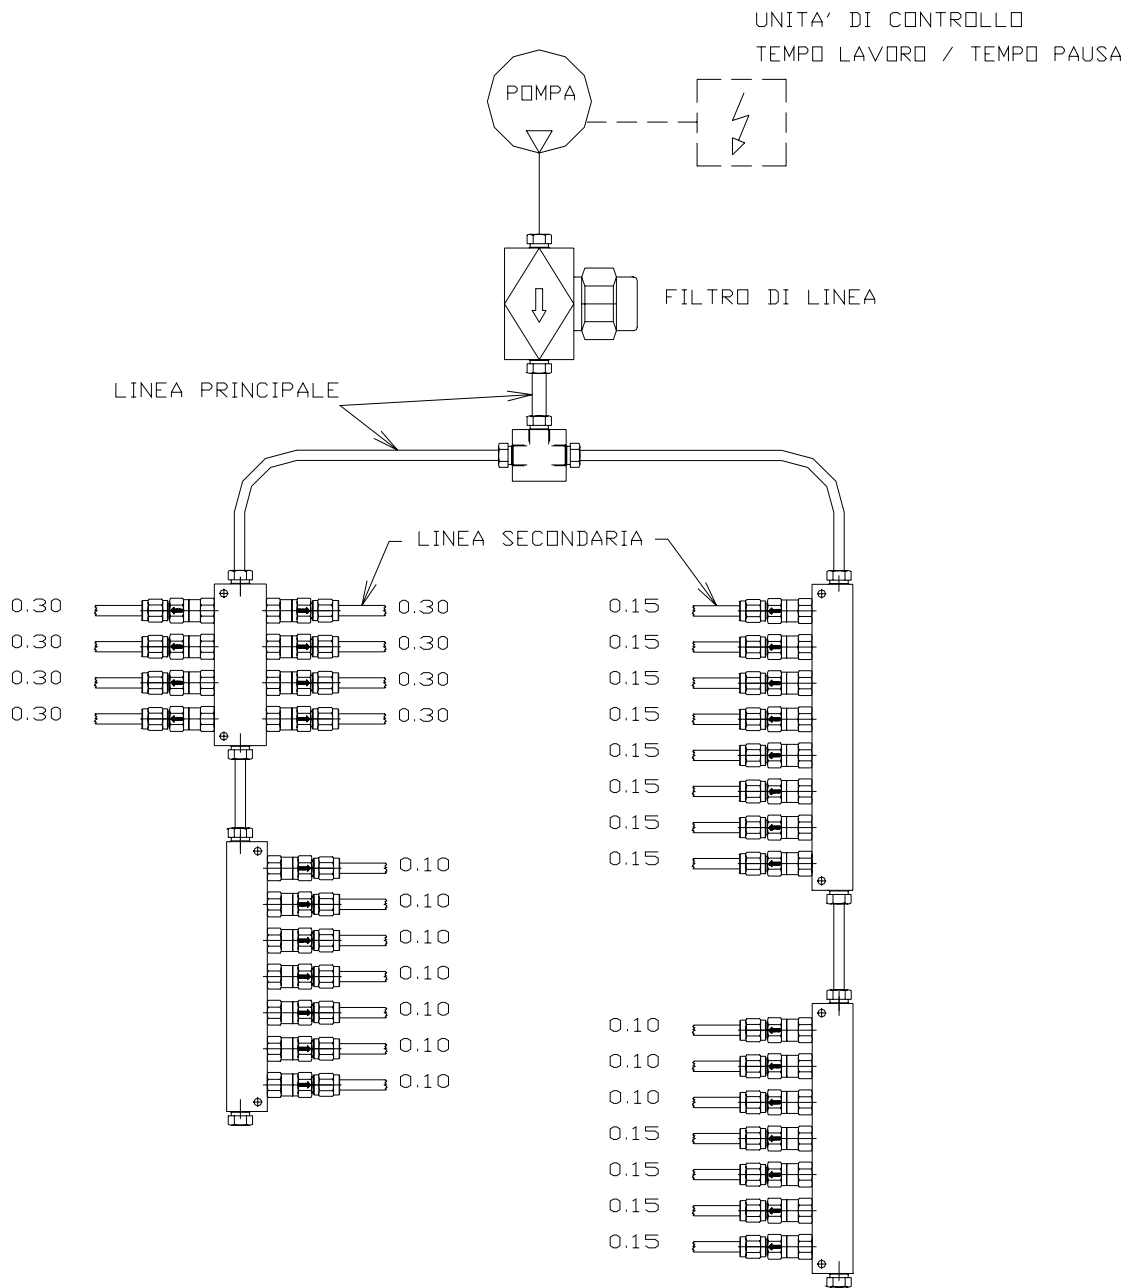 UNITA' DI CONTROLLO
TEMPO LAVORO / TEMPO PAUSA
POMPA
FILTRO DI LINEA
LINEA PRINCIPALE
LINEA SECONDARIA
0.30 0.30 0.15
0.30 0.30 0.15
0.30 0.30 0.15
0.30 0.30 0.15
0.15
0.15
0.15
0.10 0.15
0.10
0.10
0.10
0.10 0.10
0.10 0.10
0.10 0.10
0.15
0.15
0.15
0.15